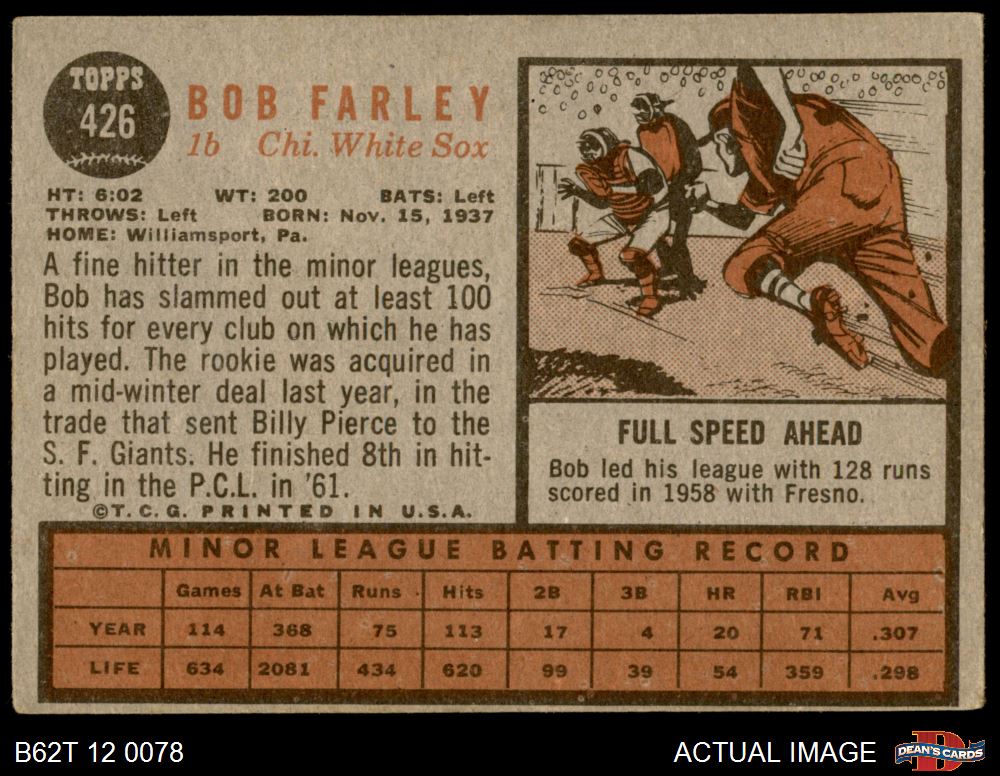 TOPPS
426
BOB FARLEY
1b Chi. White Sox
HT: 6:02 WT: 200 BATS: Left
THROWS: Left BORN: Nov. 15, 1937
HOME: Williamsport, Pa.
A fine hitter in the minor leagues,
Bob has slammed out at least 100
hits for every club on which he has
played. The rookie was acquired in
a mid-winter deal last year, in the
trade that sent Billy Pierce to the
S. F. Giants. He finished 8th in hit-
ting in the P.C.L. in '61.
©T. C. G. PRINTED IN U.S.A.
FULL SPEED AHEAD
Bob led his league with 128 runs
scored in 1958 with Fresno.
MINOR LEAGUE BATTING RECORD
Games At Bat Runs Hits 2B 3B HR RBI Avg
YEAR 114 368 75 113 17 4 20 71 .307
LIFE 634 2081 434 620 99 39 54 359 .298
B62T 12 0078
ACTUAL IMAGE
DEAN'S CARDS